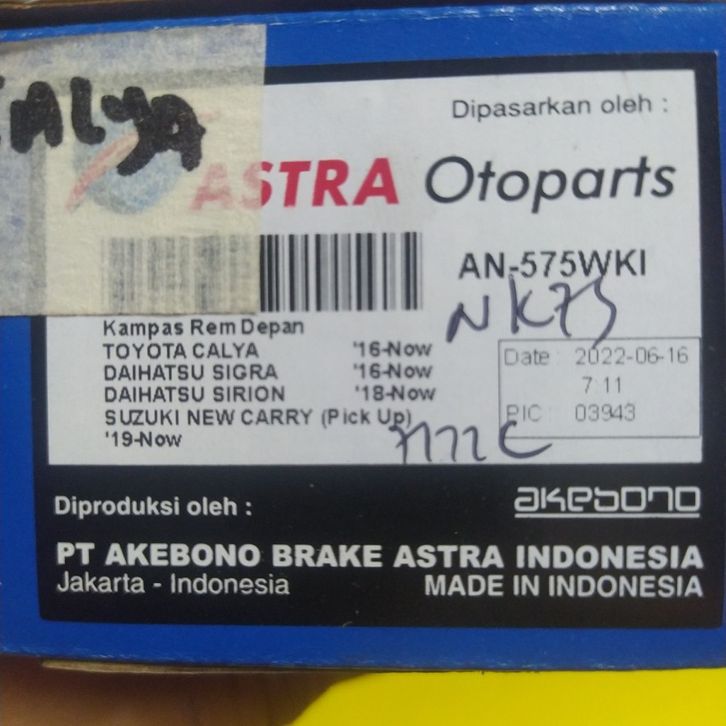 Dipasarkan oleh :
ALYA
ASTRA Otoparts
AN-575WKI
Kampas Rem Depan
TOYOTA CALYA '16-Now
DAIHATSU SIGRA '16-Now
DAIHATSU SIRION '18-Now
SUZUKI NEW CARRY (Pick Up)
'19-Now
Date : 2022-06-16
7:11
PIC : 03943
Diproduksi oleh :
akebono
PT AKEBONO BRAKE ASTRA INDONESIA
Jakarta - Indonesia
MADE IN INDONESIA